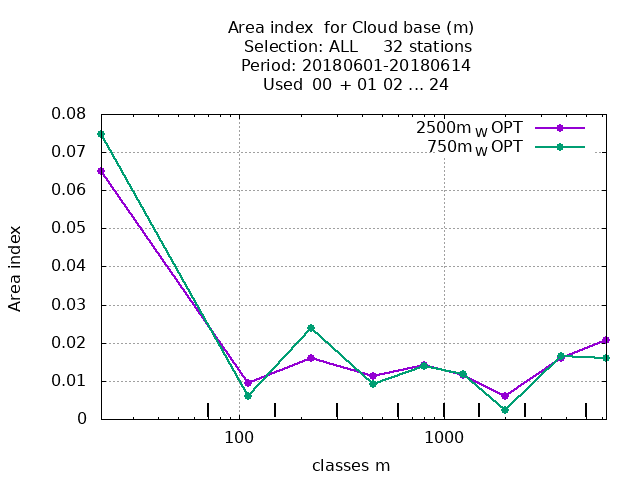 Area index  for Cloud base (m)
Selection: ALL     32 stations
Period: 20180601-20180614
Used  00 + 01 02 ... 24
2500m W OPT
750m W OPT
0.08
0.07
0.06
0.05
0.04
0.03
0.02
0.01
0
Area index
100 1000
classes m